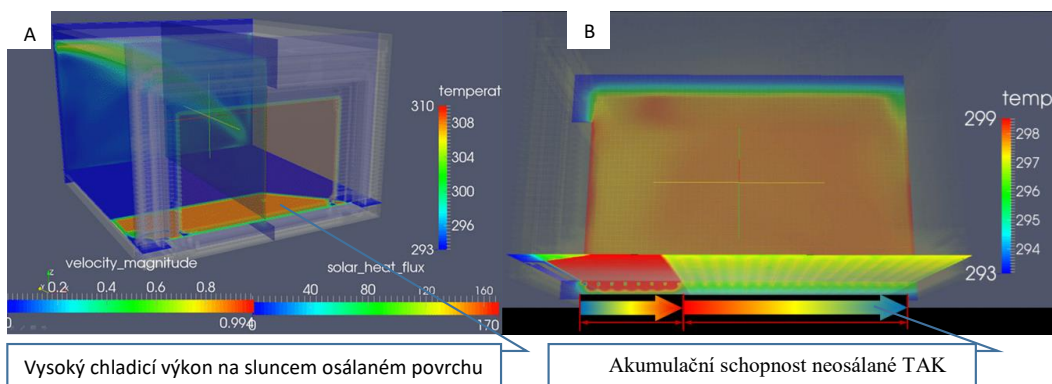 A
B
temperat
310
308
304
300
296
293
velocity_magnitude
0.2 0.4 0.6 0.8
0 0.994
solar_heat_flux
40 80 120 160
0 170
temp
299
298
297
296
295
294
293
Vysoký chladicí výkon na sluncem osálaném povrchu
Akumulační schopnost neosálané TAK